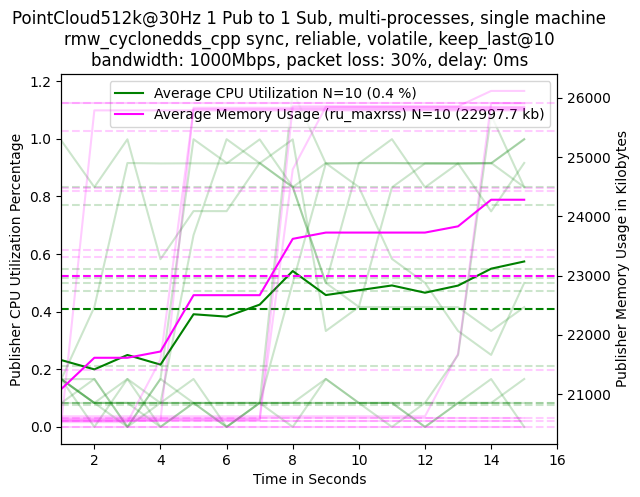 PointCloud512k@30Hz 1 Pub to 1 Sub, multi-processes, single machine
rmw_cyclonedds_cpp sync, reliable, volatile, keep_last@10
bandwidth: 1000Mbps, packet loss: 30%, delay: 0ms
Average CPU Utilization N=10 (0.4 %)
Average Memory Usage (ru_maxrss) N=10 (22997.7 kb)
Publisher CPU Utilization Percentage
1.2
1.0
0.8
0.6
0.4
0.2
0.0
26000
25000
24000
23000
22000
21000
Publisher Memory Usage in Kilobytes
2 4 6 8 10 12 14 16
Time in Seconds